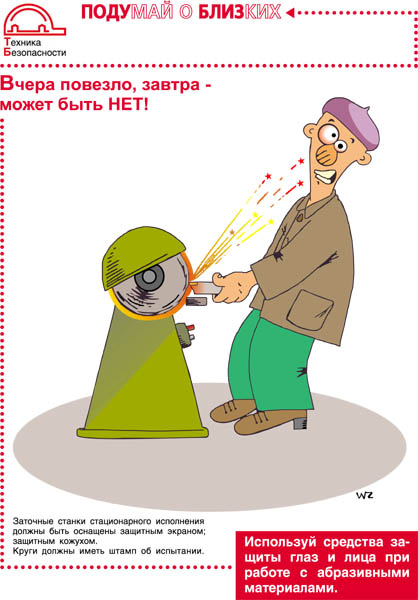 ПОДУМАЙ О БЛИЗКИХ
Техника
Безопасности
Вчера повезло, завтра -
может быть НЕТ!
WZ
Заточные станки стационарного исполнения
должны быть оснащены защитным экраном;
защитным кожухом.
Круги должны иметь штамп об испытании.
Используй средства за-
щиты глаз и лица при
работе с абразивными
материалами.